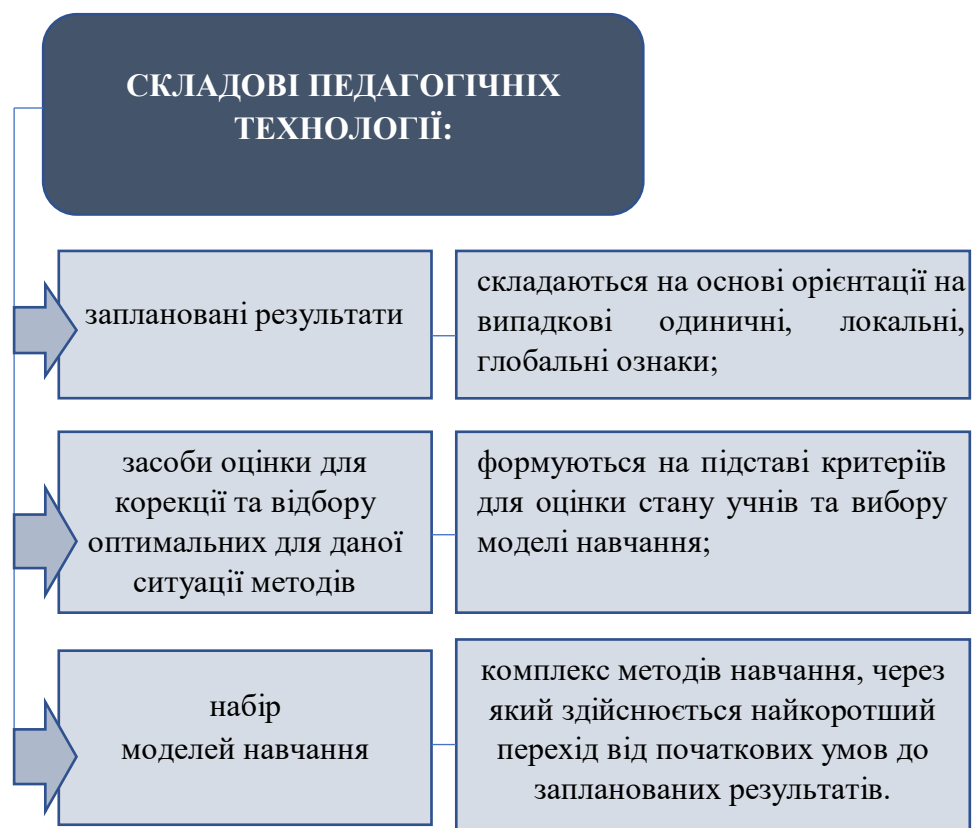 СКЛАДОВІ ПЕДАГОГІЧНІХ
ТЕХНОЛОГІЇ:
заплановані результати
складаються на основі орієнтації на
випадкові одиничні, локальні,
глобальні ознаки;
засоби оцінки для
корекції та відбору
оптимальних для даної
ситуації методів
формуються на підставі критеріїв
для оцінки стану учнів та вибору
моделі навчання;
набір
моделей навчання
комплекс методів навчання, через
який здійснюється найкоротший
перехід від початкових умов до
запланованих результатів.